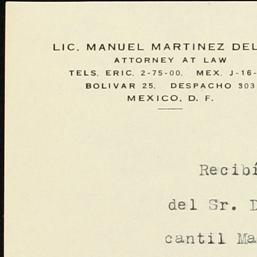 LIC. MANUEL MARTINEZ DEL
ATTORNEY AT LAW
TELS. ERIC. 2-75-00. MEX. J-16-
BOLIVAR 25. DESPACHO 303
MEXICO, D. F.
Recibí
del Sr. D
cantil Ma